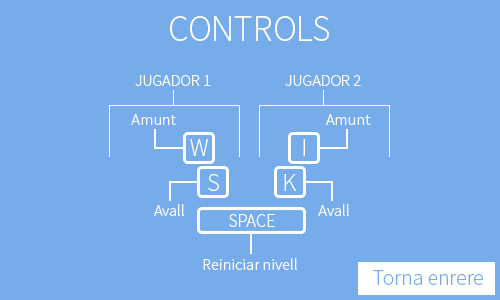 CONTROLS
JUGADOR 1
JUGADOR 2
Amunt
Amunt
W
I
S
K
Avall
Avall
SPACE
Reiniciar nivell
Torna enrere